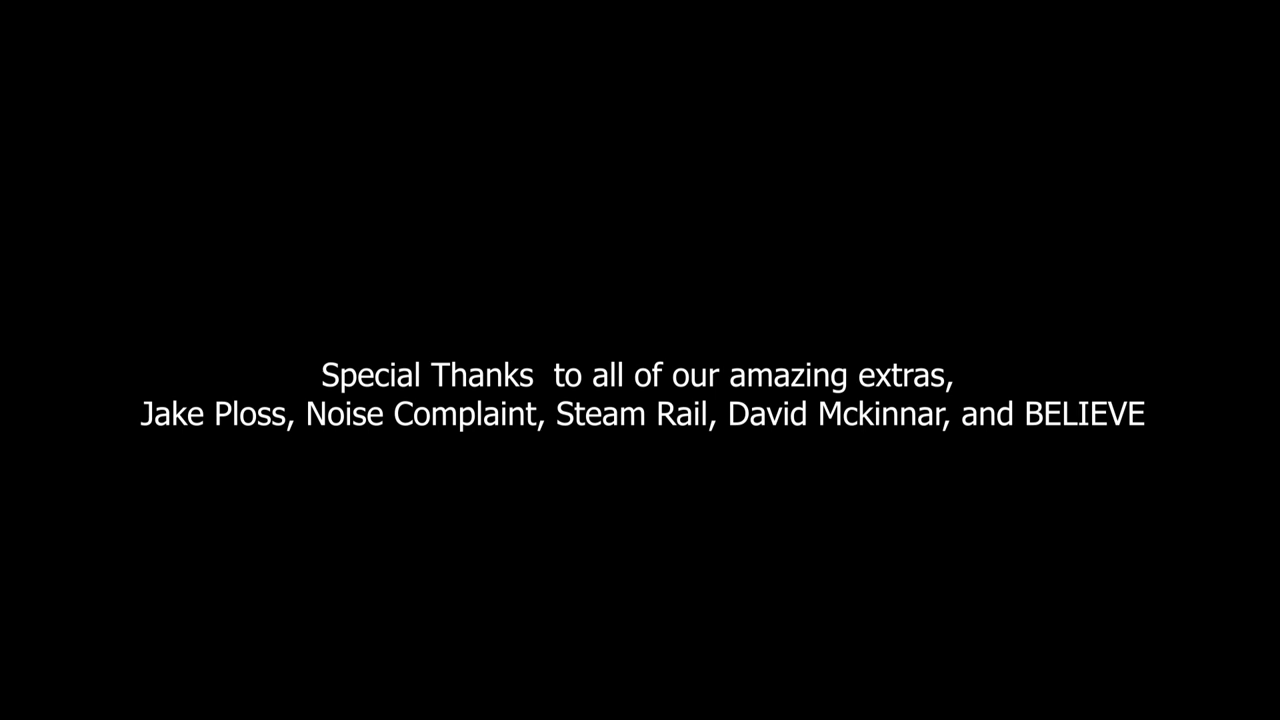 Special Thanks  to all of our amazing extras,
Jake Ploss, Noise Complaint, Steam Rail, David Mckinnar, and BELIEVE